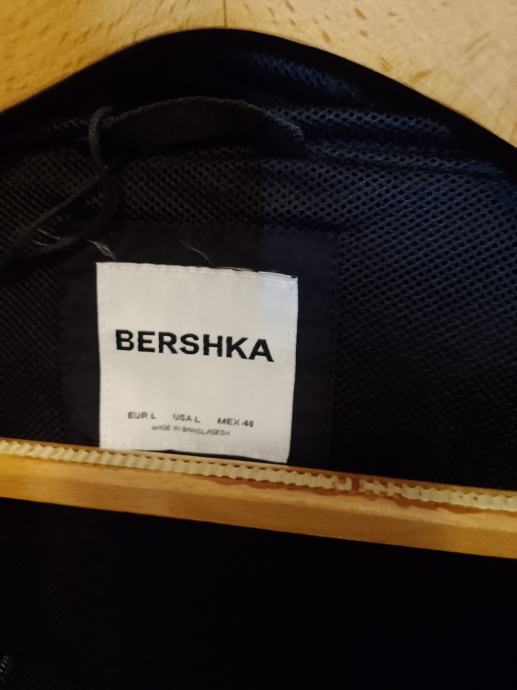 BERSHKA
EUR L USA L MEX 46
MADE IN BANGLADESH